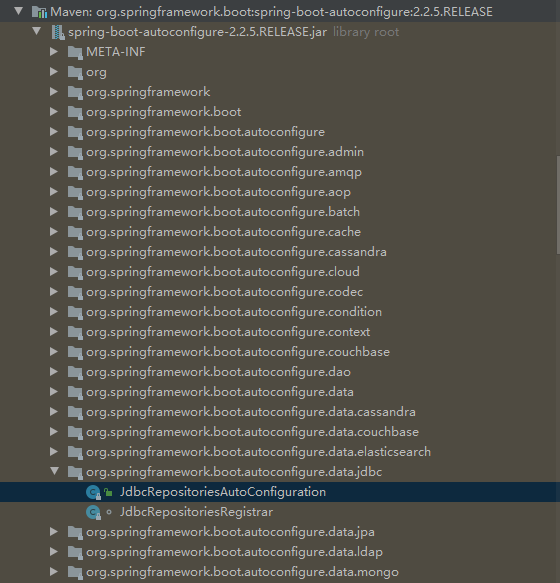 Maven: org.springframework.boot:spring-boot-autoconfigure:2.2.5.RELEASE
spring-boot-autoconfigure-2.2.5.RELEASE.jar library root
META-INF
org
org.springframework
org.springframework.boot
org.springframework.boot.autoconfigure
org.springframework.boot.autoconfigure.admin
org.springframework.boot.autoconfigure.amqp
org.springframework.boot.autoconfigure.aop
org.springframework.boot.autoconfigure.batch
org.springframework.boot.autoconfigure.cache
org.springframework.boot.autoconfigure.cassandra
org.springframework.boot.autoconfigure.cloud
org.springframework.boot.autoconfigure.codec
org.springframework.boot.autoconfigure.condition
org.springframework.boot.autoconfigure.context
org.springframework.boot.autoconfigure.couchbase
org.springframework.boot.autoconfigure.dao
org.springframework.boot.autoconfigure.data
org.springframework.boot.autoconfigure.data.cassandra
org.springframework.boot.autoconfigure.data.couchbase
org.springframework.boot.autoconfigure.data.elasticsearch
org.springframework.boot.autoconfigure.data.jdbc
JdbcRepositoriesAutoConfiguration
JdbcRepositoriesRegistrar
org.springframework.boot.autoconfigure.data.jpa
org.springframework.boot.autoconfigure.data.ldap
org.springframework.boot.autoconfigure.data.mongo